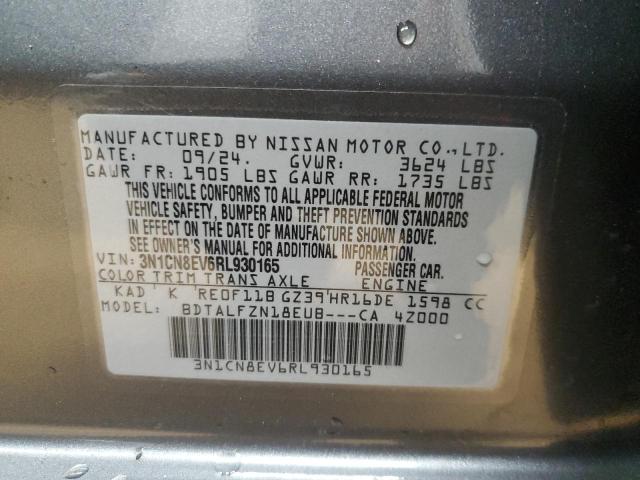 MANUFACTURED BY NISSAN MOTOR CO.,LTD.
DATE: 09/24. GVWR: 3624 LBS
GAWR FR: 1905 LBS GAWR RR: 1735 LBS
THIS VEHICLE CONFORMS TO ALL APPLICABLE FEDERAL MOTOR
VEHICLE SAFETY, BUMPER AND THEFT PREVENTION STANDARDS
IN EFFECT ON THE DATE OF MANUFACTURE SHOWN ABOVE.
SEE OWNER'S MANUAL FOR ADDITIONAL INFORMATION.
VIN: 3N1CN8EV6RL930165 PASSENGER CAR.
COLOR TRIM TRANS AXLE ENGINE
KAD K RE0F11B GZ39 HR16DE 1598 CC
MODEL: BDTALFZN18EUB---CA 4Z000
3N1CN8EV6RL930165